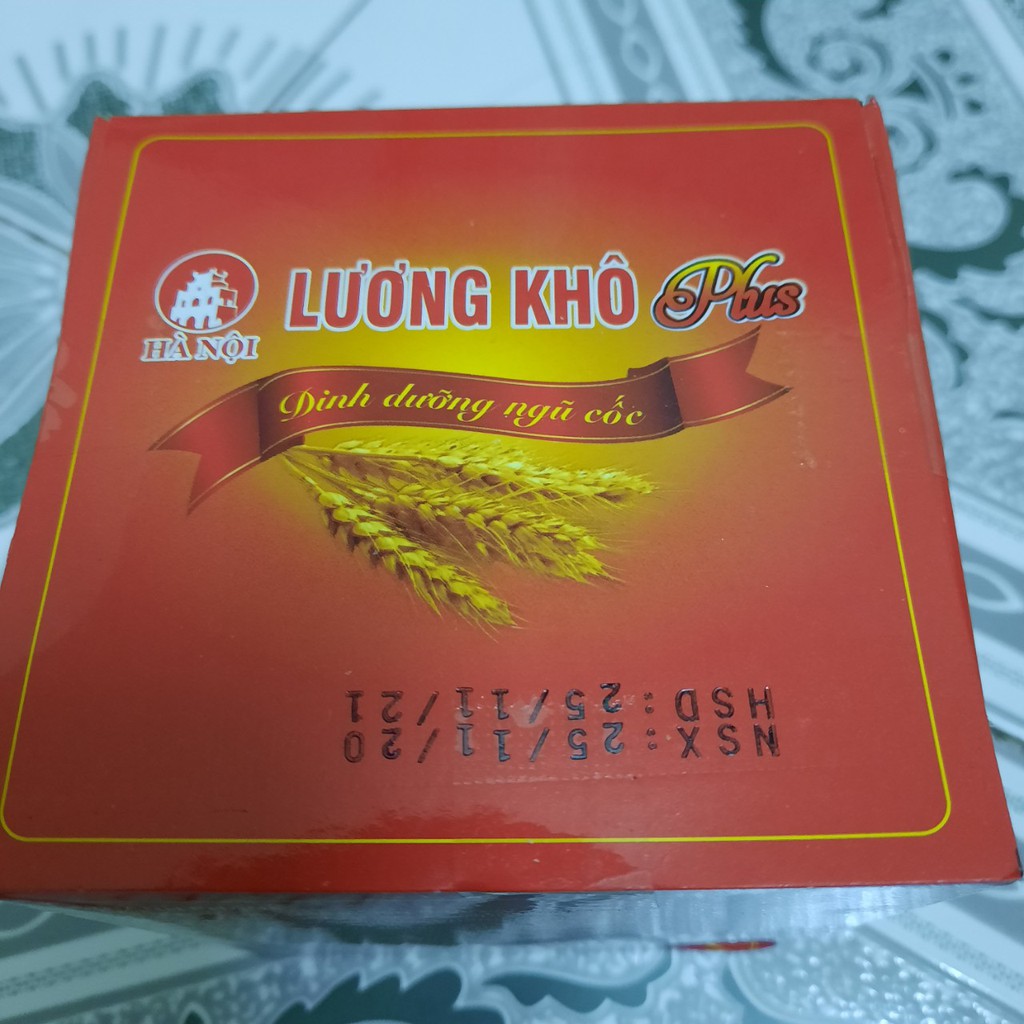 HÀ NỘI
LƯƠNG KHÔ Plus
Dinh dưỡng ngũ cốc
NSX: 25/11/20
HSD: 25/11/21